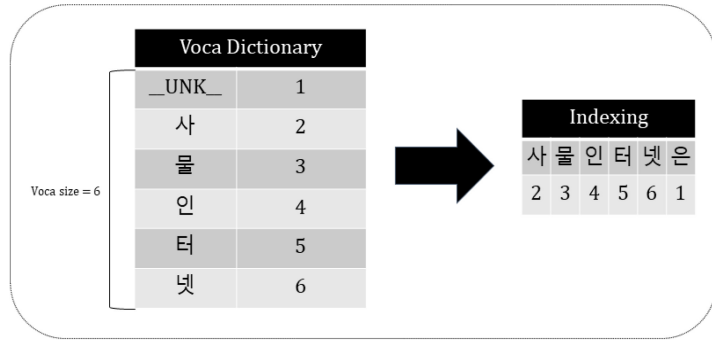 Voca Dictionary
__UNK__ 1
사 2
물 3
인 4
터 5
넷 6
Voca size = 6
Indexing
사 물 인 터 넷 은
2 3 4 5 6 1